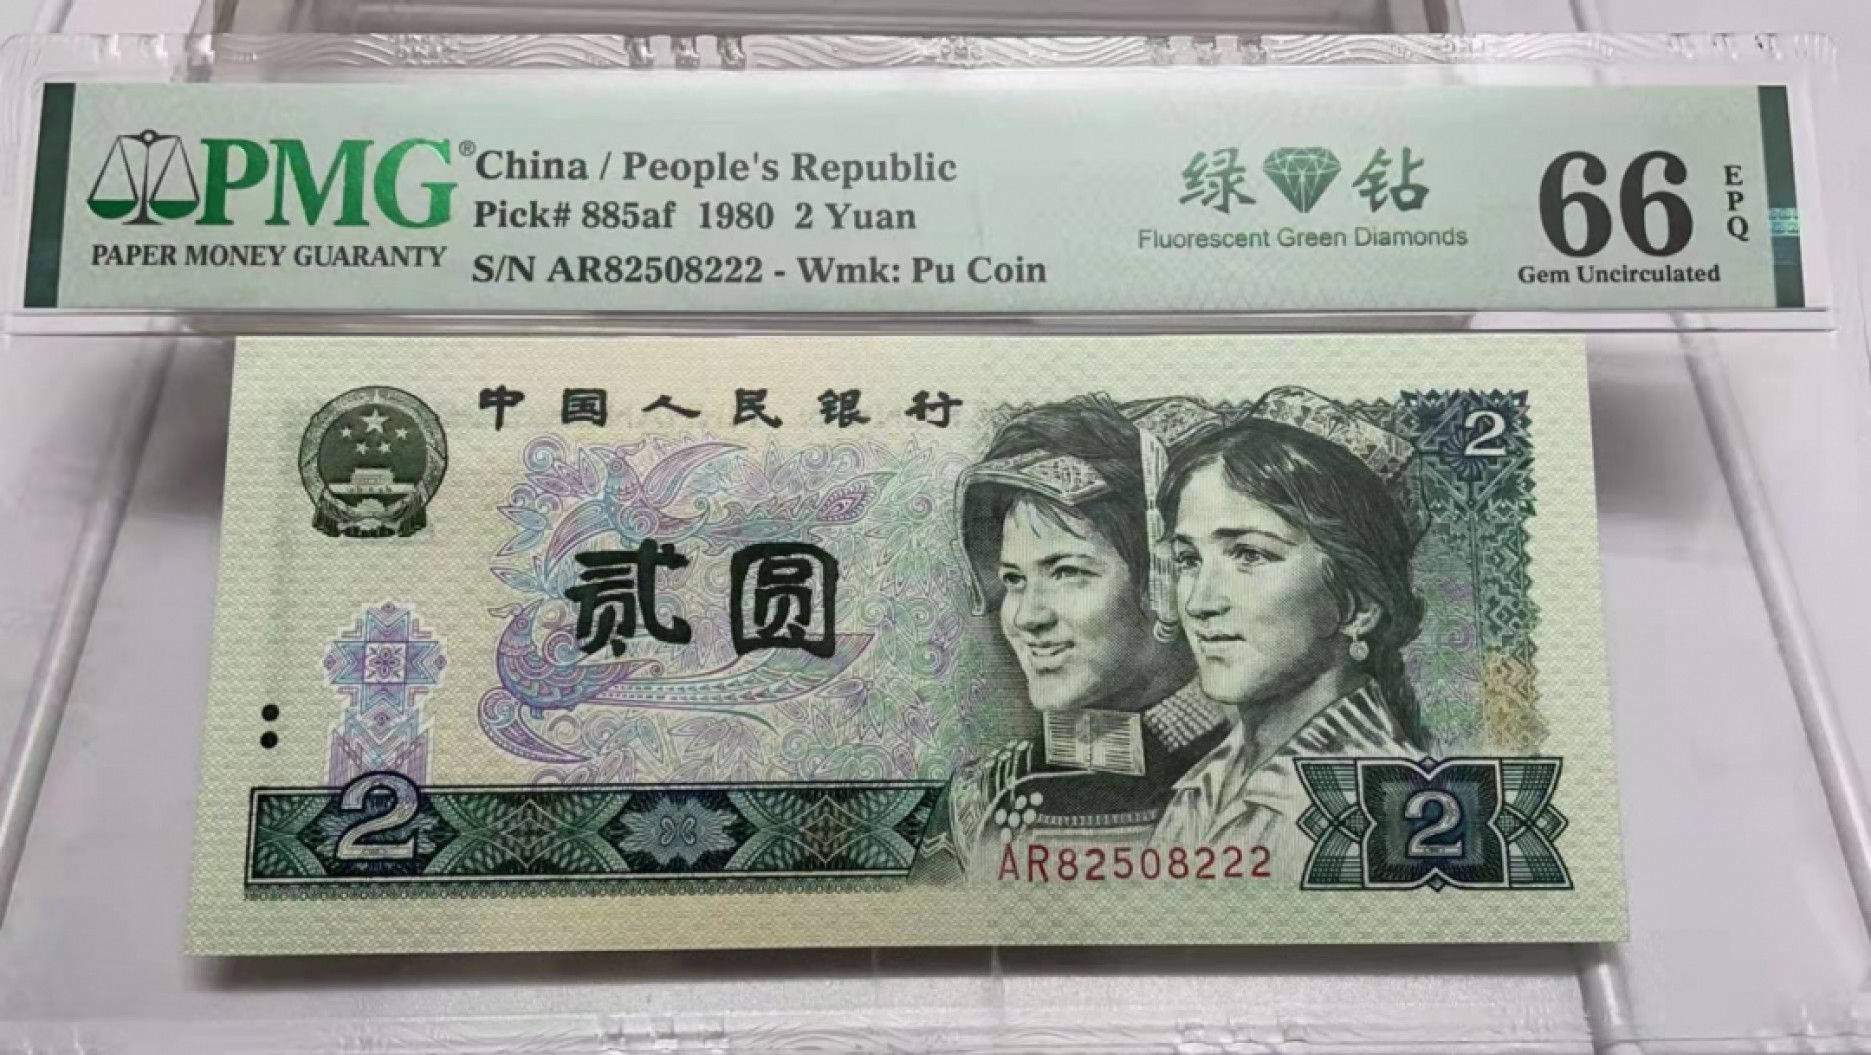 PMG®
PAPER MONEY GUARANTY
China / People's Republic
Pick# 885af 1980 2 Yuan
S/N AR82508222 - Wmk: Pu Coin
绿 钻
Fluorescent Green Diamonds
66
EPQ
Gem Uncirculated
中国人民银行
2
贰圆
2
AR82508222
2